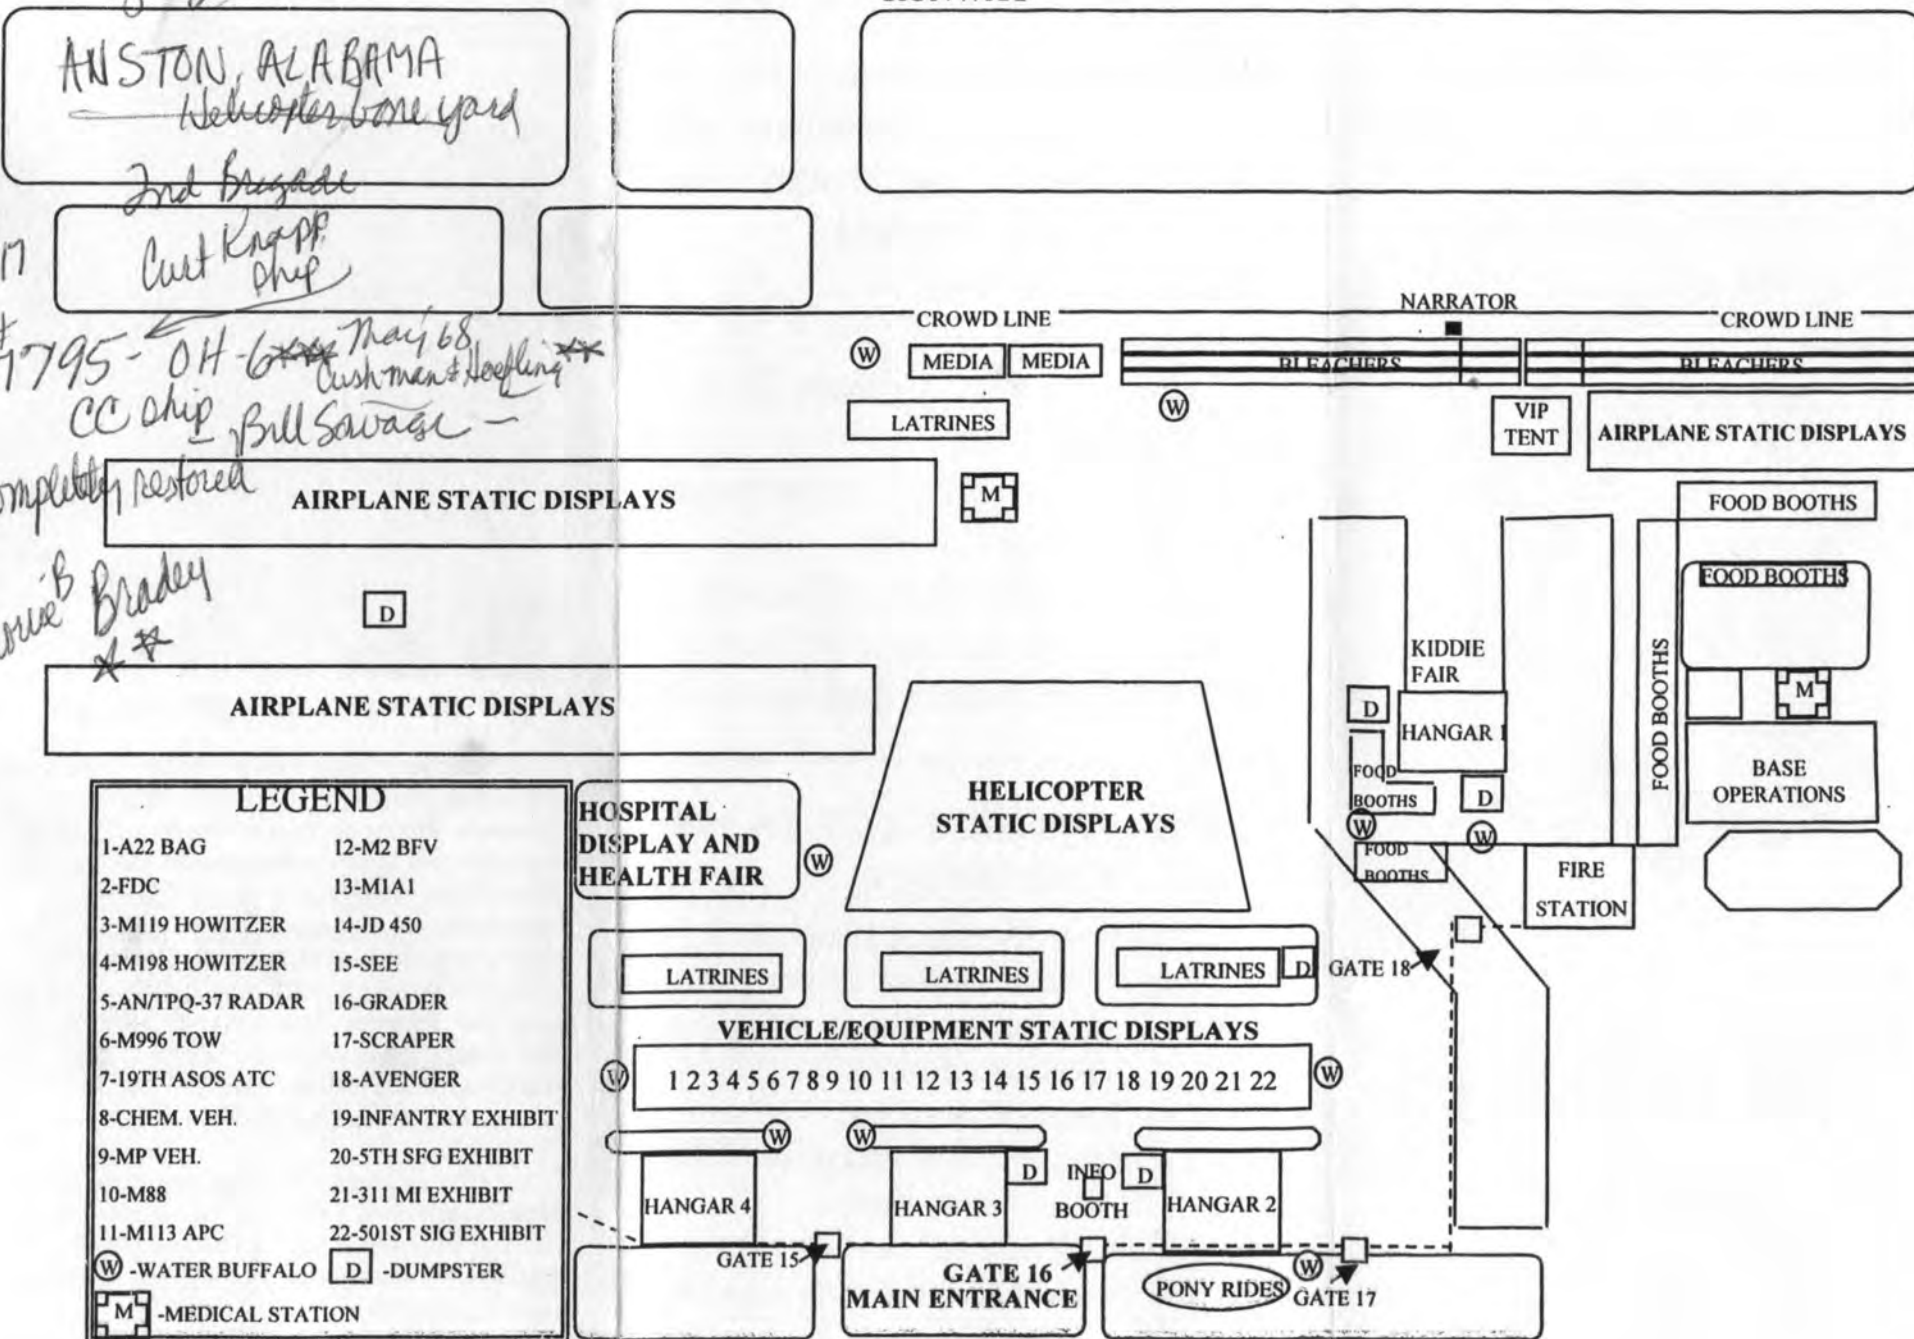 ANSTON, ALABAMA
Helicopter bone yard
2nd Brigade
Curt Knapp
ship
7795 - OH-6 May 68
Cushman & Hoefling
CC ship Bill Savage -
completely restored
Bradey
CROWD LINE
NARRATOR
CROWD LINE
W
MEDIA MEDIA
BLEACHERS
BLEACHERS
W
LATRINES
VIP
TENT
AIRPLANE STATIC DISPLAYS
AIRPLANE STATIC DISPLAYS
M
FOOD BOOTHS
FOOD BOOTHS
D
KIDDIE
FAIR
FOOD BOOTHS
M
D
HANGAR 1
AIRPLANE STATIC DISPLAYS
HELICOPTER
STATIC DISPLAYS
FOOD
BOOTHS
D
BASE
OPERATIONS
W
W
FOOD
BOOTHS
FIRE
STATION
HOSPITAL
DISPLAY AND
HEALTH FAIR
W
LATRINES
LATRINES
LATRINES
D
GATE 18
VEHICLE/EQUIPMENT STATIC DISPLAYS
W
1 2 3 4 5 6 7 8 9 10 11 12 13 14 15 16 17 18 19 20 21 22
W
W
W
HANGAR 4
HANGAR 3
D
INFO
BOOTH
D
HANGAR 2
GATE 15
GATE 16
MAIN ENTRANCE
PONY RIDES
W
GATE 17
LEGEND
1-A22 BAG
2-FDC
3-M119 HOWITZER
4-M198 HOWITZER
5-AN/TPQ-37 RADAR
6-M996 TOW
7-19TH ASOS ATC
8-CHEM. VEH.
9-MP VEH.
10-M88
11-M113 APC
12-M2 BFV
13-M1A1
14-JD 450
15-SEE
16-GRADER
17-SCRAPER
18-AVENGER
19-INFANTRY EXHIBIT
20-5TH SFG EXHIBIT
21-311 MI EXHIBIT
22-501ST SIG EXHIBIT
W -WATER BUFFALO D -DUMPSTER
M -MEDICAL STATION